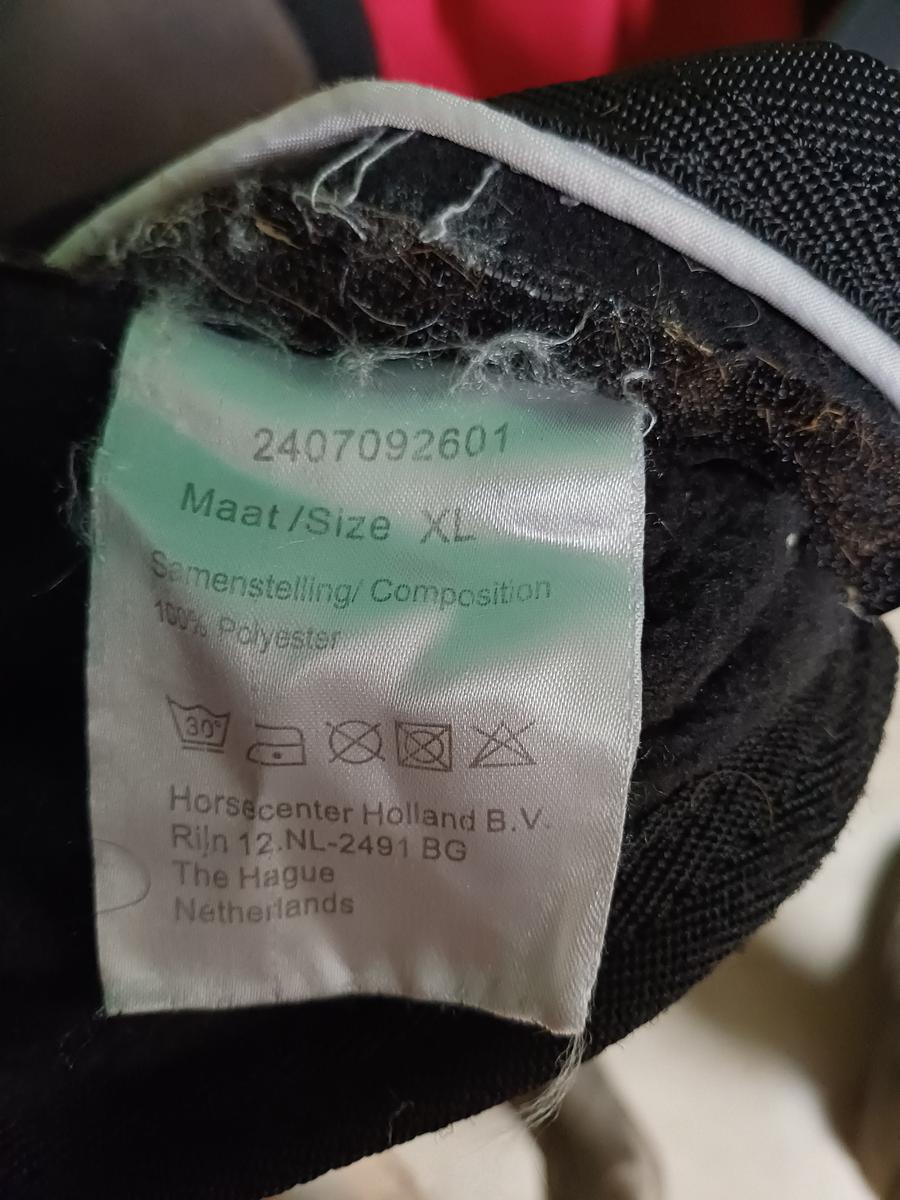 2407092601
Maat /Size XL
Samenstelling/ Composition
100% Polyester
30°
Horsecenter Holland B.V.
Rijn 12.NL-2491 BG
The Hague
Netherlands